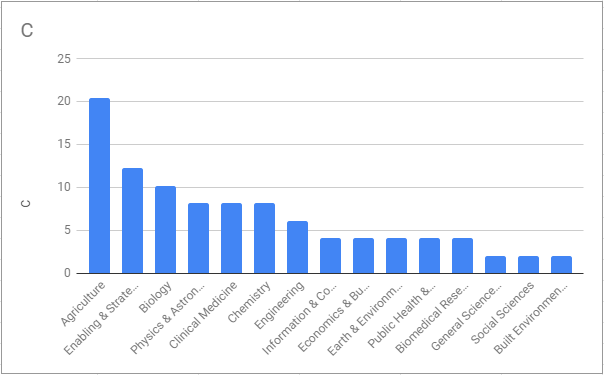 C
25
20
15
10
5
0
C
Agriculture
Enabling & Strate...
Biology
Physics & Astron...
Clinical Medicine
Chemistry
Engineering
Information & Co...
Economics & Bu...
Earth & Environm...
Public Health &...
Biomedical Rese...
General Science...
Social Sciences
Built Environmen...